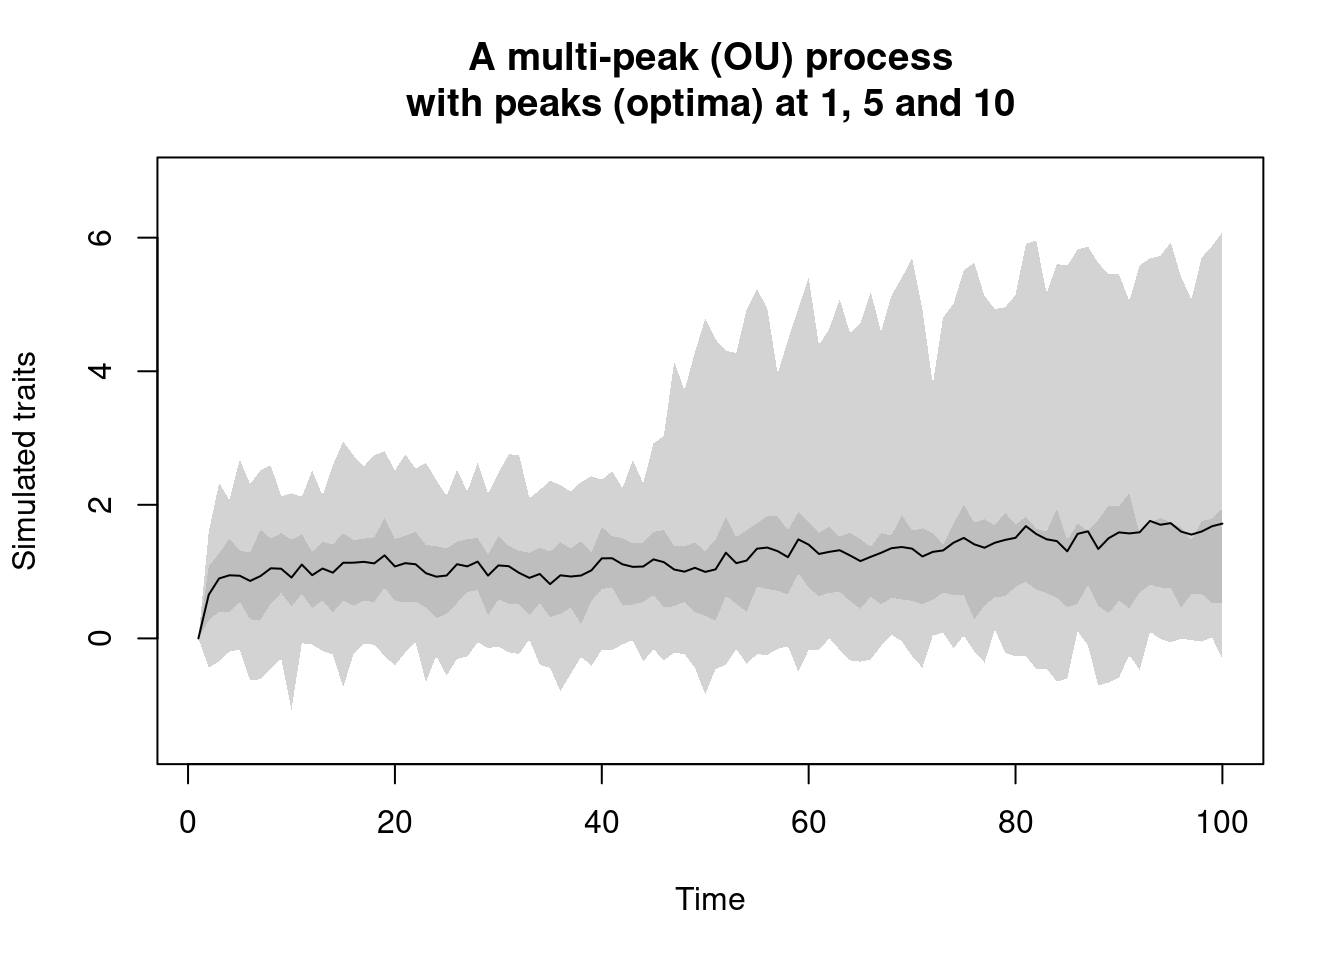 A multi-peak (OU) process
with peaks (optima) at 1, 5 and 10
Simulated traits
6
4
2
0
0 20 40 60 80 100
Time